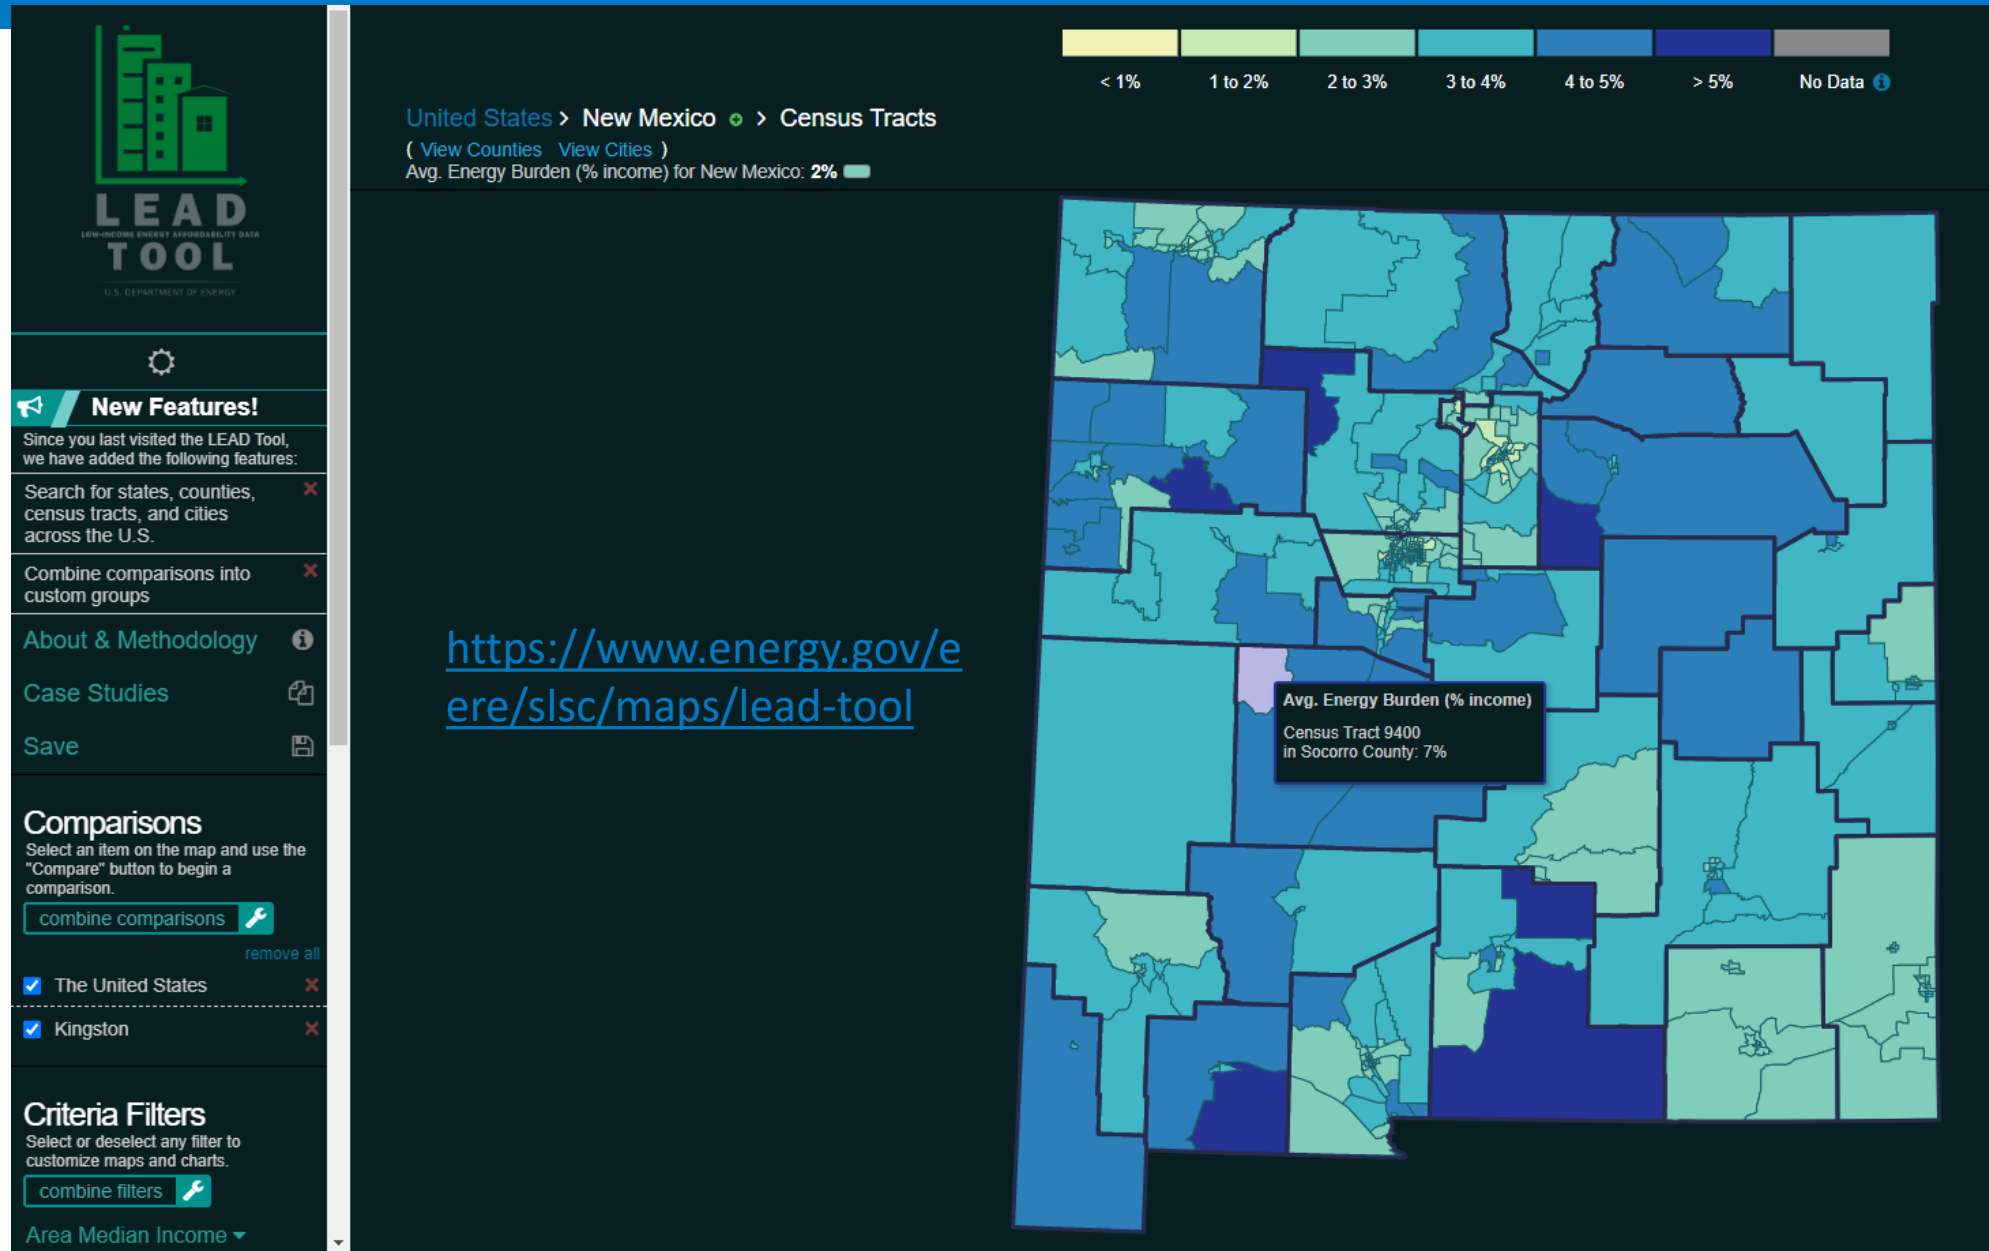 LEAD
LOW-INCOME ENERGY AFFORDABILITY DATA
TOOL
U.S. DEPARTMENT OF ENERGY
New Features!
Since you last visited the LEAD Tool,
we have added the following features:
Search for states, counties,
census tracts, and cities
across the U.S.
Combine comparisons into
custom groups
About & Methodology
Case Studies
Save
Comparisons
Select an item on the map and use the
"Compare" button to begin a
comparison.
combine comparisons
remove all
The United States
Kingston
Criteria Filters
Select or deselect any filter to
customize maps and charts.
combine filters
Area Median Income
< 1% 1 to 2% 2 to 3% 3 to 4% 4 to 5% > 5% No Data
United States > New Mexico > Census Tracts
( View Counties View Cities )
Avg. Energy Burden (% income) for New Mexico: 2%
https://www.energy.gov/e
ere/slsc/maps/lead-tool
Avg. Energy Burden (% income)
Census Tract 9400
in Socorro County: 7%